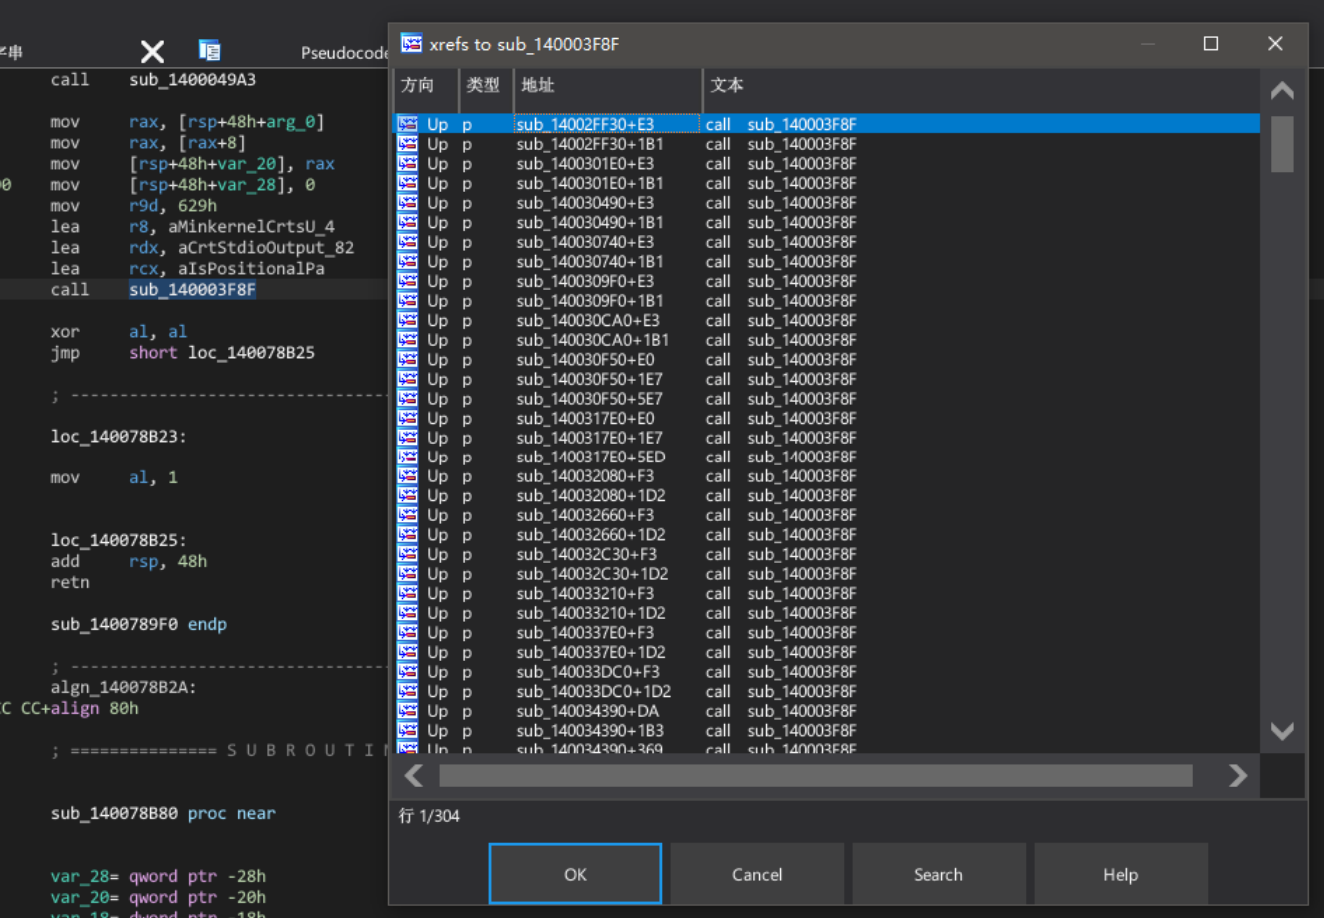 字串
Pseudocode
call sub_1400049A3
mov rax, [rsp+48h+arg_0]
mov rax, [rax+8]
mov [rsp+48h+var_20], rax
mov [rsp+48h+var_28], 0
mov r9d, 629h
lea r8, aMinkernelCrtsU_4
lea rdx, aCrtStdioOutput_82
lea rcx, aIsPositionalPa
call sub_140003F8F
xor al, al
jmp short loc_140078B25
; ---------------------------------
loc_140078B23:
mov al, 1
loc_140078B25:
add rsp, 48h
retn
sub_1400789F0 endp
; ---------------------------------
algn_140078B2A:
CC CC+align 80h
; =============== S U B R O U T I N
sub_140078B80 proc near
var_28= qword ptr -28h
var_20= qword ptr -20h
var_18= dword ptr -18h
xrefs to sub_140003F8F
方向 类型 地址 文本
Up p sub_14002FF30+E3 call sub_140003F8F
Up p sub_14002FF30+1B1 call sub_140003F8F
Up p sub_1400301E0+E3 call sub_140003F8F
Up p sub_1400301E0+1B1 call sub_140003F8F
Up p sub_140030490+E3 call sub_140003F8F
Up p sub_140030490+1B1 call sub_140003F8F
Up p sub_140030740+E3 call sub_140003F8F
Up p sub_140030740+1B1 call sub_140003F8F
Up p sub_1400309F0+E3 call sub_140003F8F
Up p sub_1400309F0+1B1 call sub_140003F8F
Up p sub_140030CA0+E3 call sub_140003F8F
Up p sub_140030CA0+1B1 call sub_140003F8F
Up p sub_140030F50+E0 call sub_140003F8F
Up p sub_140030F50+1E7 call sub_140003F8F
Up p sub_140030F50+5E7 call sub_140003F8F
Up p sub_1400317E0+E0 call sub_140003F8F
Up p sub_1400317E0+1E7 call sub_140003F8F
Up p sub_1400317E0+5ED call sub_140003F8F
Up p sub_140032080+F3 call sub_140003F8F
Up p sub_140032080+1D2 call sub_140003F8F
Up p sub_140032660+F3 call sub_140003F8F
Up p sub_140032660+1D2 call sub_140003F8F
Up p sub_140032C30+F3 call sub_140003F8F
Up p sub_140032C30+1D2 call sub_140003F8F
Up p sub_140033210+F3 call sub_140003F8F
Up p sub_140033210+1D2 call sub_140003F8F
Up p sub_1400337E0+F3 call sub_140003F8F
Up p sub_1400337E0+1D2 call sub_140003F8F
Up p sub_140033DC0+F3 call sub_140003F8F
Up p sub_140033DC0+1D2 call sub_140003F8F
Up p sub_140034390+DA call sub_140003F8F
Up p sub_140034390+1B3 call sub_140003F8F
Up p sub_140034390+369 call sub_140003F8F
行 1/304
OK Cancel Search Help